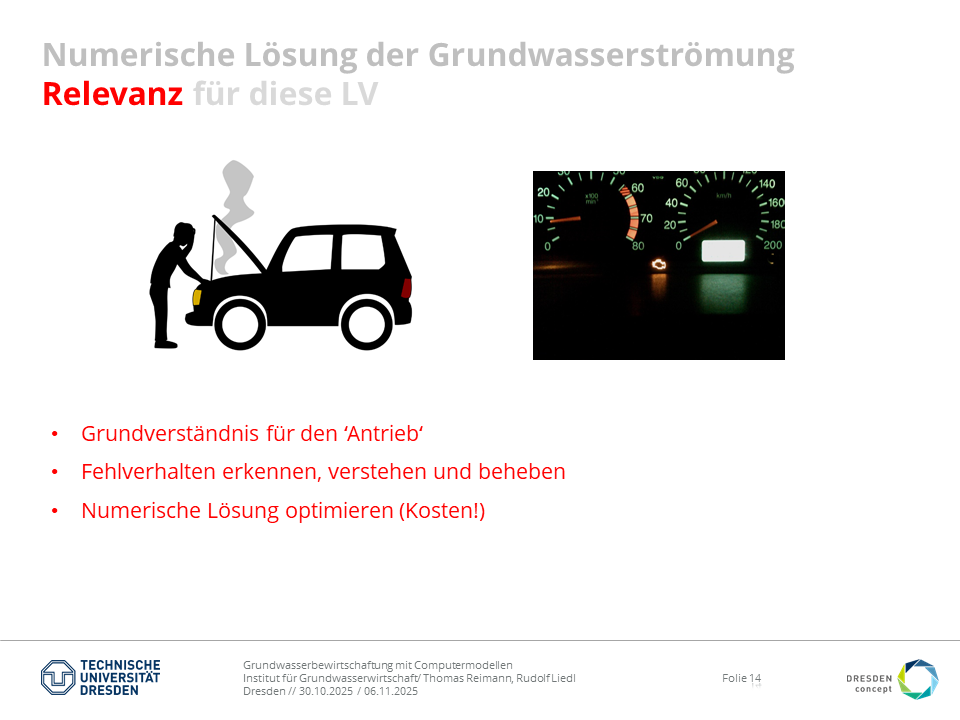 Numerische Lösung der Grundwasserströmung
Relevanz für diese LV
0
10
20
30
50
60
70
80
x100
min
0
20
40
60
140
160
180
200
km/h
• Grundverständnis für den ‘Antrieb‘
• Fehlverhalten erkennen, verstehen und beheben
• Numerische Lösung optimieren (Kosten!)
TECHNISCHE
UNIVERSITÄT
DRESDEN
Grundwasserbewirtschaftung mit Computermodellen
Institut für Grundwasserwirtschaft/ Thomas Reimann, Rudolf Liedl
Dresden // 30.10.2025 / 06.11.2025
Folie 14
DRESDEN
concept